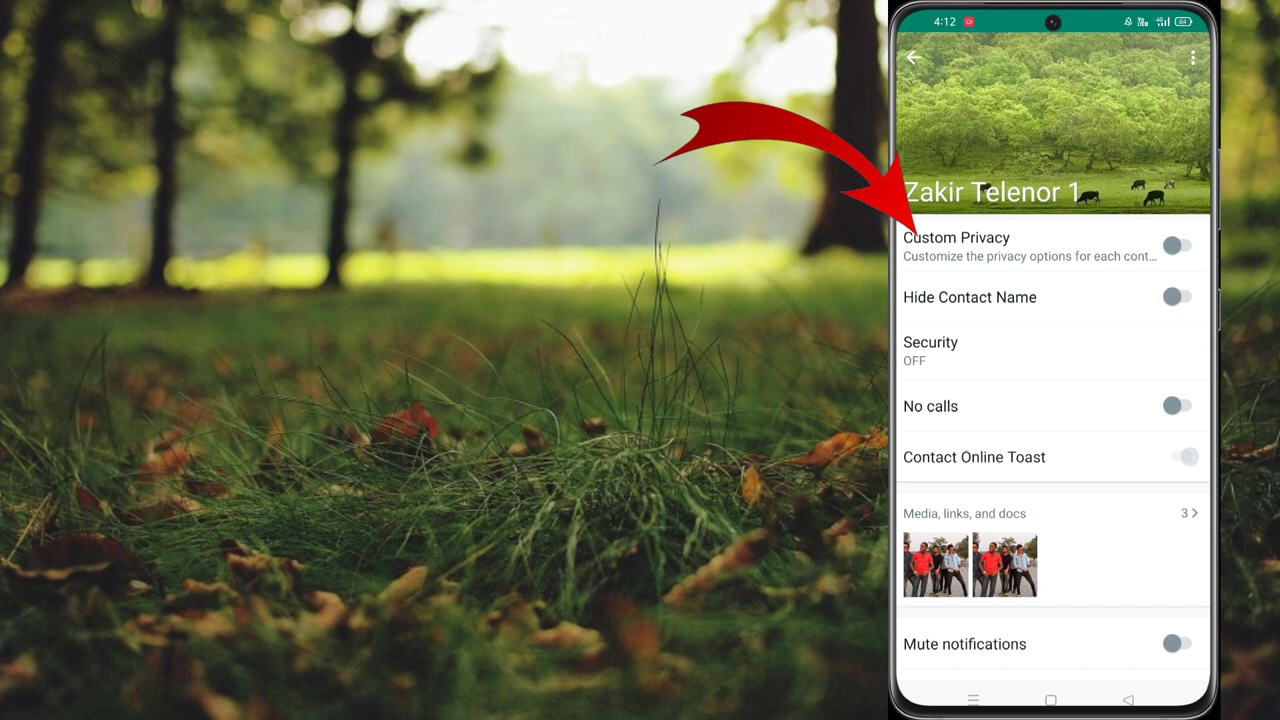 4:12
64
Zakir Telenor 1
Custom Privacy
Customize the privacy options for each cont...
Hide Contact Name
Security
OFF
No calls
Contact Online Toast
Media, links, and docs
3
Mute notifications